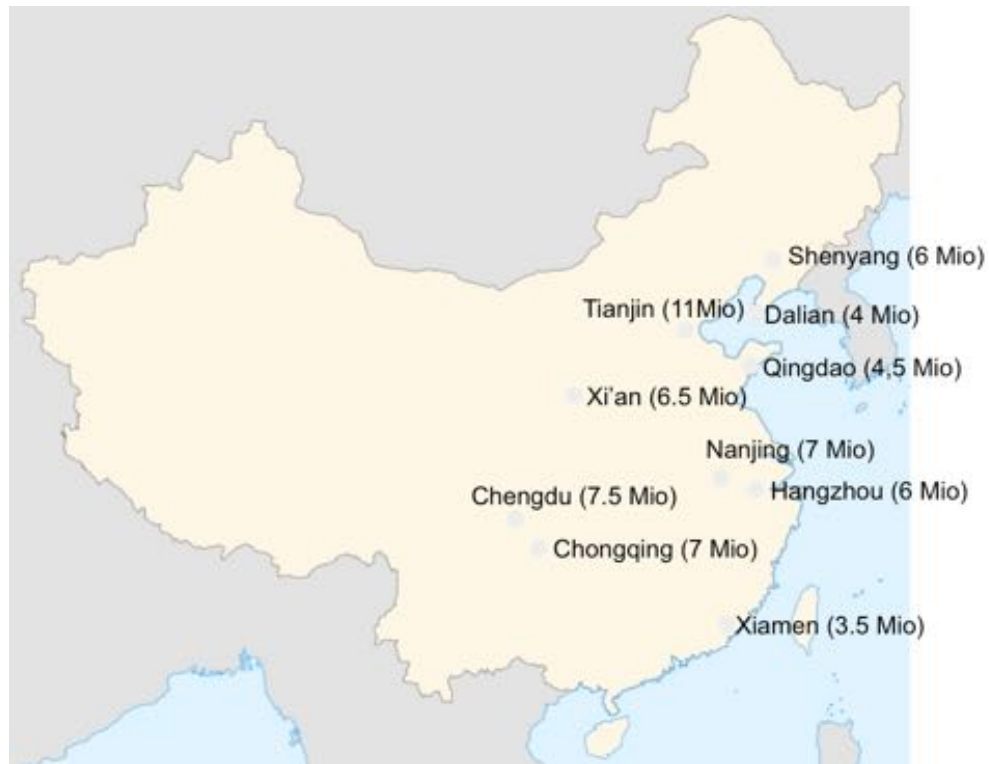 Shenyang (6 Mio)
Tianjin (11Mio)
Dalian (4 Mio)
Qingdao (4,5 Mio)
Xi'an (6.5 Mio)
Nanjing (7 Mio)
Hangzhou (6 Mio)
Chengdu (7.5 Mio)
Chongqing (7 Mio)
Xiamen (3.5 Mio)